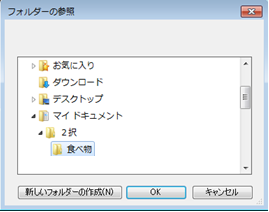 フォルダーの参照
お気に入り
ダウンロード
デスクトップ
マイ ドキュメント
２択
食べ物
新しいフォルダーの作成(N)
OK
キャンセル